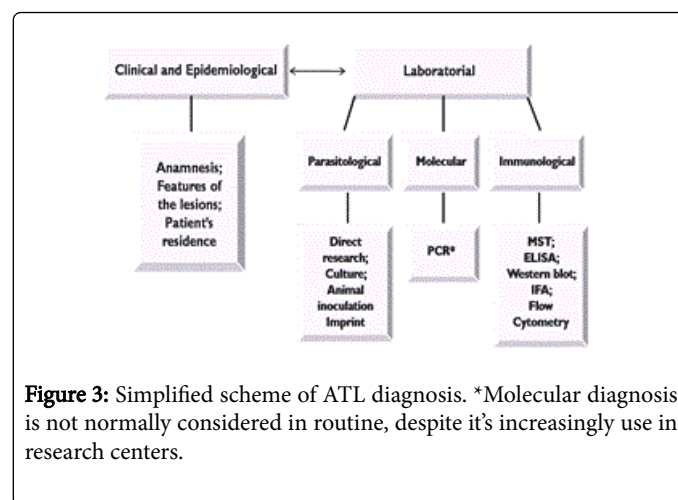 Clinical and Epidemiological
Laboratorial
Anamnesis;
Features of
the lesions;
Patient's
residence
Parasitological
Molecular
Immunological
Direct
research;
Culture;
Animal
inoculation
Imprint
PCR*
MST;
ELISA;
Western blot;
IFA;
Flow
Cytometry
Figure 3: Simplified scheme of ATL diagnosis. *Molecular diagnosis
is not normally considered in routine, despite it's increasingly use in
research centers.